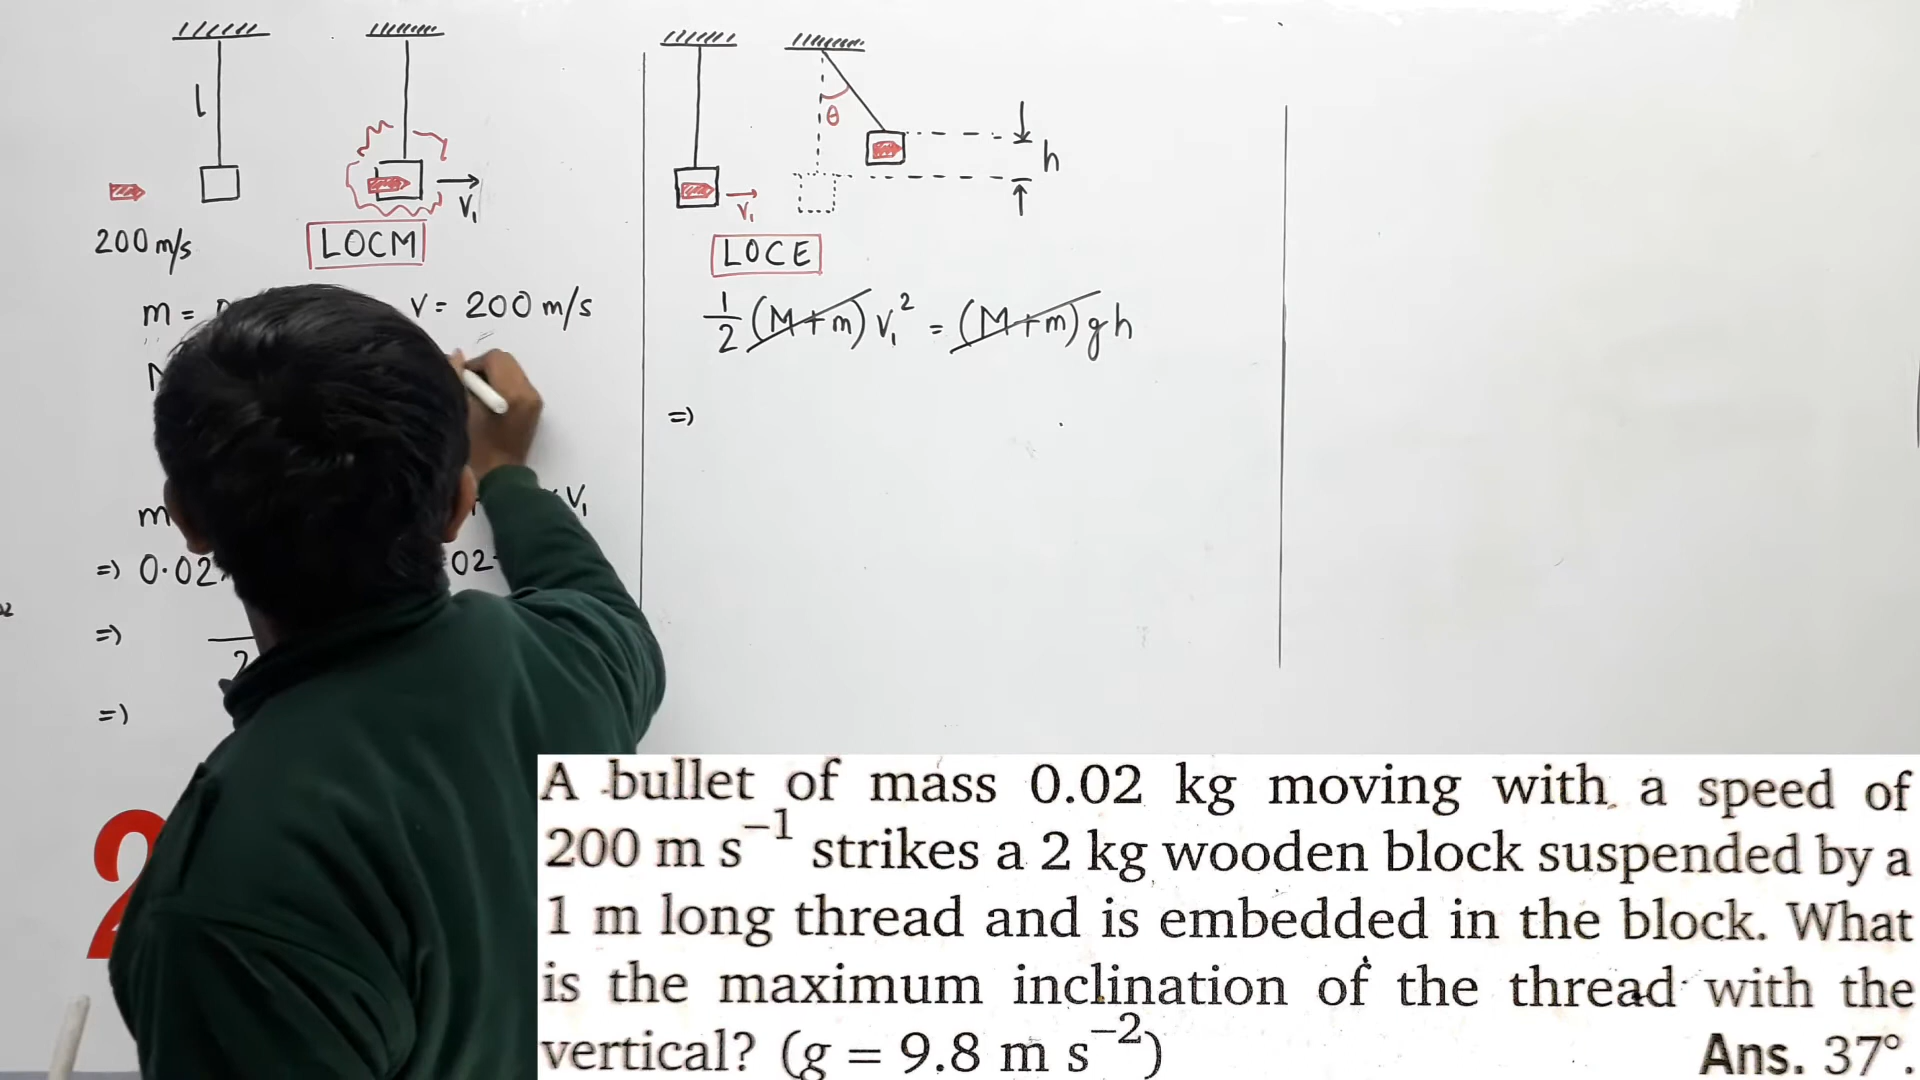 l
θ
h
V₁
V₁
200 m/s
LOCM
LOCE
m =
V = 200 m/s
½ (M+m) V₁² = (M+m) g h
=>
m
V₁
=> 0.02
02
=>
2
=>
2
A bullet of mass 0.02 kg moving with a speed of
200 m s⁻¹ strikes a 2 kg wooden block suspended by a
1 m long thread and is embedded in the block. What
is the maximum inclination of the thread with the
vertical? (g = 9.8 m s⁻²)
Ans. 37°.